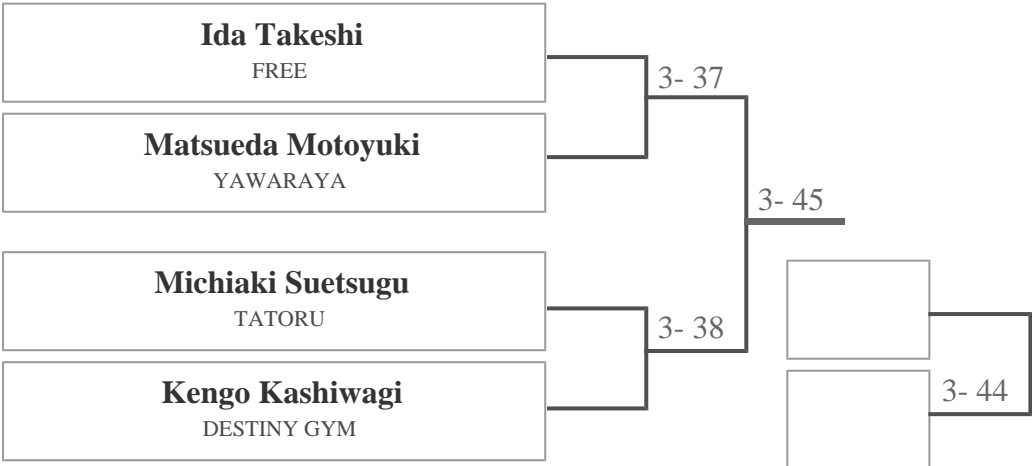 Ida Takeshi
FREE
3- 37
Matsueda Motoyuki
YAWARAYA
3- 45
Michiaki Suetsugu
TATORU
3- 38
Kengo Kashiwagi
DESTINY GYM
3- 44